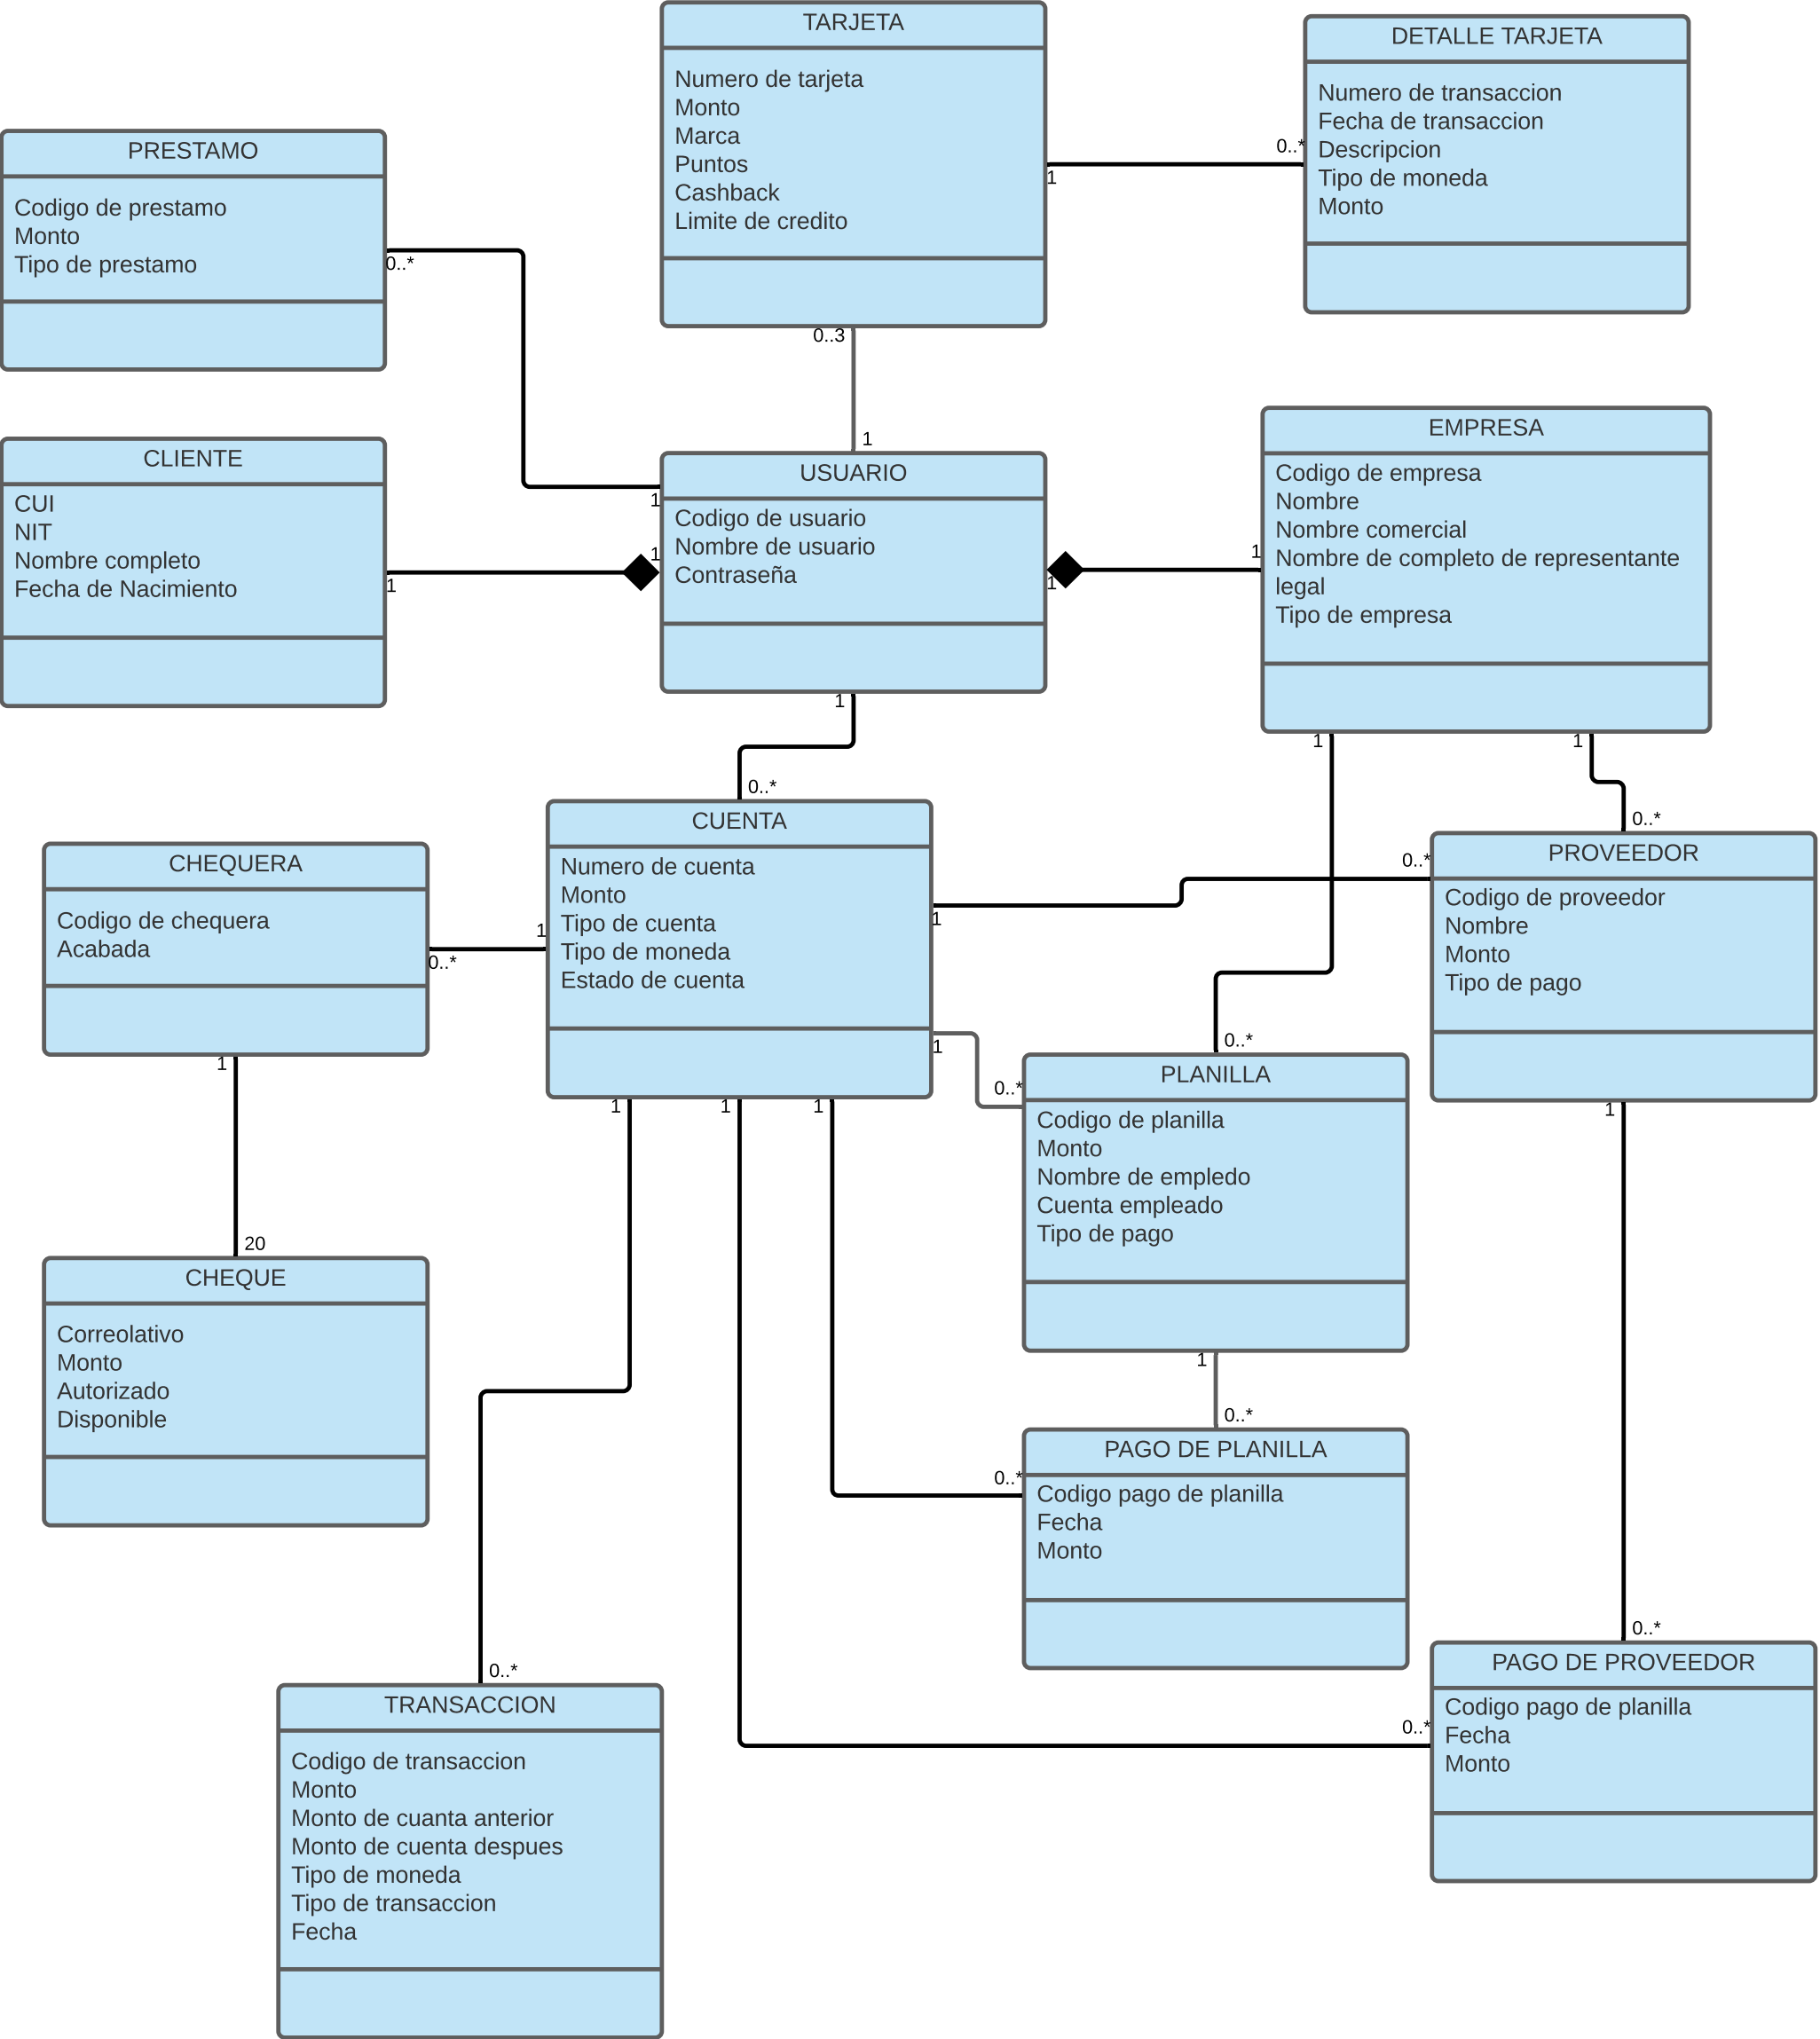 TARJETA
Numero de tarjeta
Monto
Marca
Puntos
Cashback
Limite de credito
DETALLE TARJETA
Numero de transaccion
Fecha de transaccion
Descripcion
Tipo de moneda
Monto
0..*
1
PRESTAMO
Codigo de prestamo
Monto
Tipo de prestamo
0..*
1
0..3
1
CLIENTE
CUI
NIT
Nombre completo
Fecha de Nacimiento
1
1
USUARIO
Codigo de usuario
Nombre de usuario
Contraseña
1
1
EMPRESA
Codigo de empresa
Nombre
Nombre comercial
Nombre de completo de representante
legal
Tipo de empresa
1
0..*
1
1
0..*
CHEQUERA
Codigo de chequera
Acabada
1
0..*
CUENTA
Numero de cuenta
Monto
Tipo de cuenta
Tipo de moneda
Estado de cuenta
0..*
1
PROVEEDOR
Codigo de proveedor
Nombre
Monto
Tipo de pago
1
0..*
0..*
PLANILLA
Codigo de planilla
Monto
Nombre de empledo
Cuenta empleado
Tipo de pago
1
1
1
1
1
20
CHEQUE
Correolativo
Monto
Autorizado
Disponible
1
0..*
PAGO DE PLANILLA
Codigo pago de planilla
Fecha
Monto
0..*
0..*
TRANSACCION
Codigo de transaccion
Monto
Monto de cuanta anterior
Monto de cuenta despues
Tipo de moneda
Tipo de transaccion
Fecha
0..*
PAGO DE PROVEEDOR
Codigo pago de planilla
Fecha
Monto
0..*